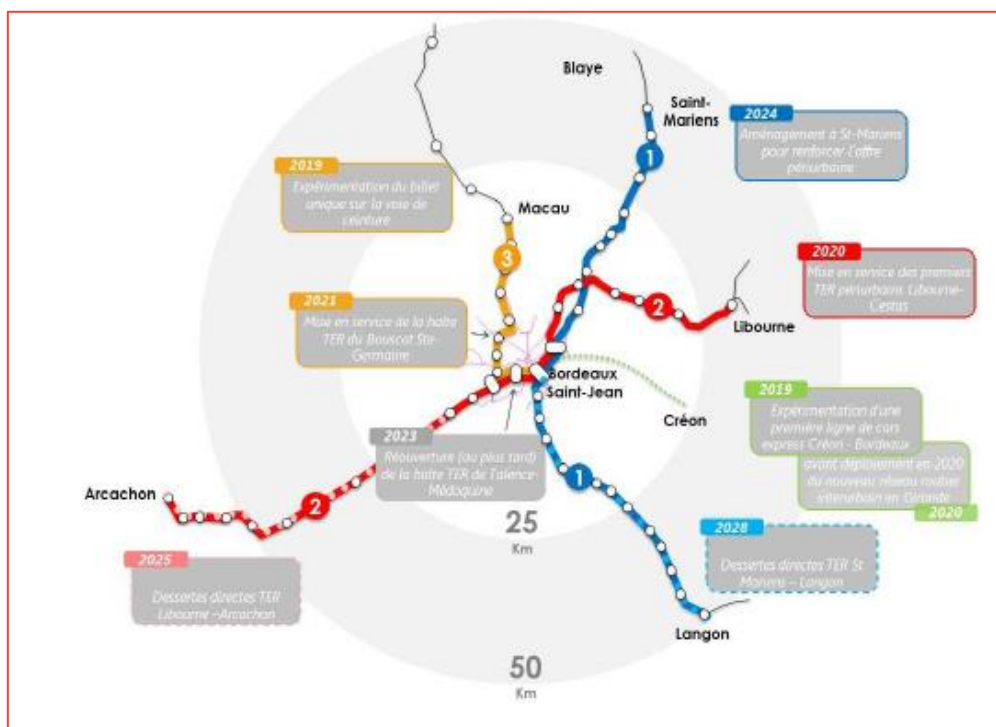 Blaye
Saint-
Mariens
2024
Aménagement à St-Mariens
pour renforcer l'offre
périurbaine
1
2019
Expérimentation du billet
unique sur la voie de
ceinture
Macau
3
2020
Mise en service des premiers
TER périurbains Libourne-
Cestas
2
Libourne
2021
Mise en service de la halte
TER du Bouscat Ste-
Germaine
Bordeaux
Saint-Jean
Créon
2019
Expérimentation d'une
première ligne de cars
express Créon - Bordeaux
avant déploiement en 2020
du nouveau réseau routier
interurbain en Gironde
2020
2023
Réouverture (au plus tard)
de la halte TER de Talence-
Médoquine
1
Arcachon
2
25
Km
2025
Dessertes directes TER
Libourne –Arcachon
2028
Dessertes directes TER St
Mariens – Langon
Langon
50
Km